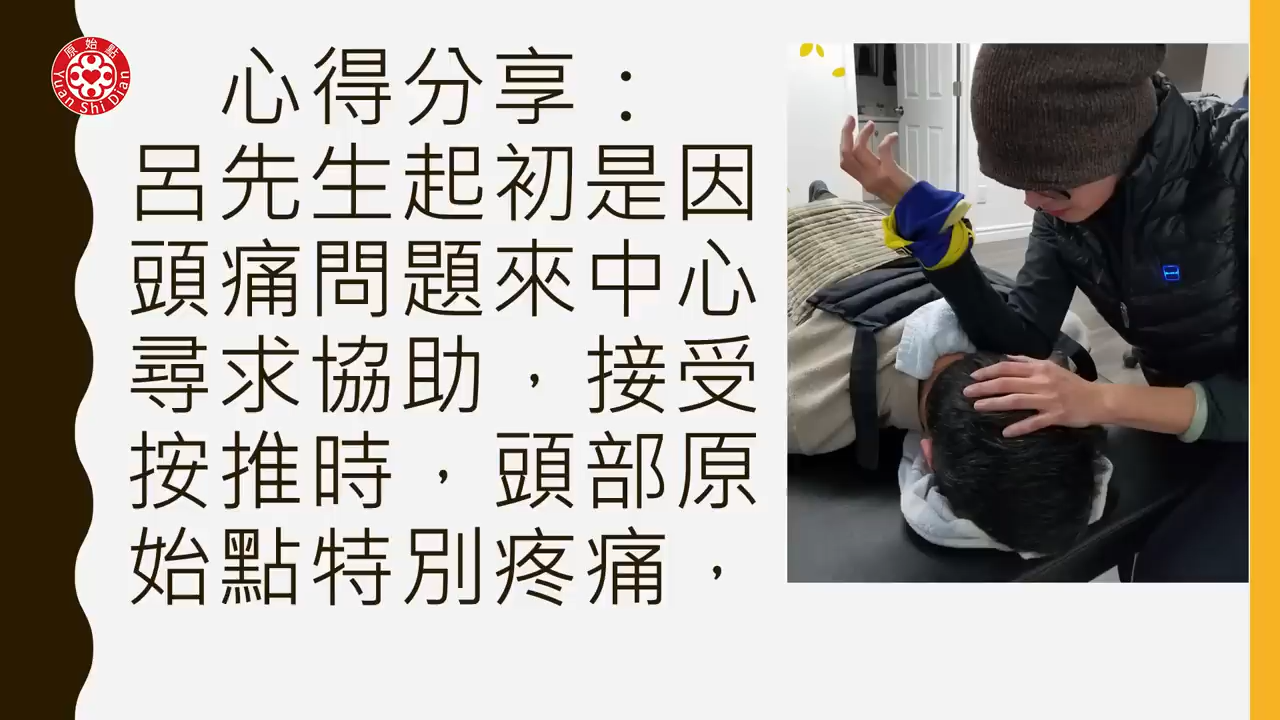 原始點
Yuan Shi Dian
心得分享：
呂先生起初是因
頭痛問題來中心
尋求協助，接受
按推時，頭部原
始點特別疼痛，